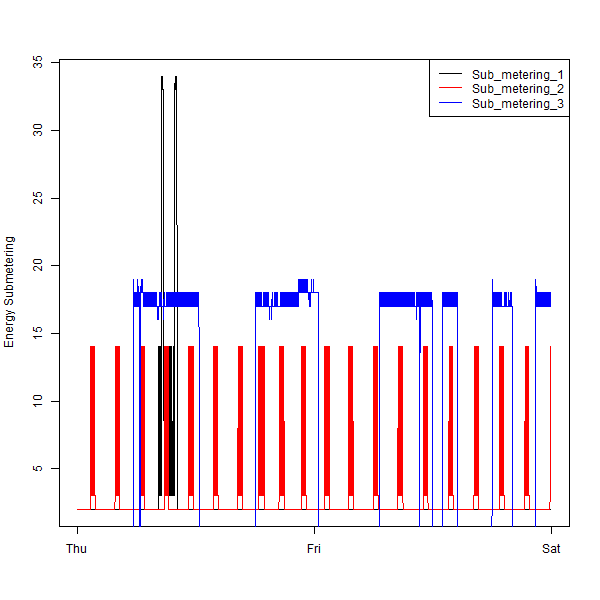 Sub_metering_1
Sub_metering_2
Sub_metering_3
Energy Submetering
35
30
25
20
15
10
5
Thu Fri Sat